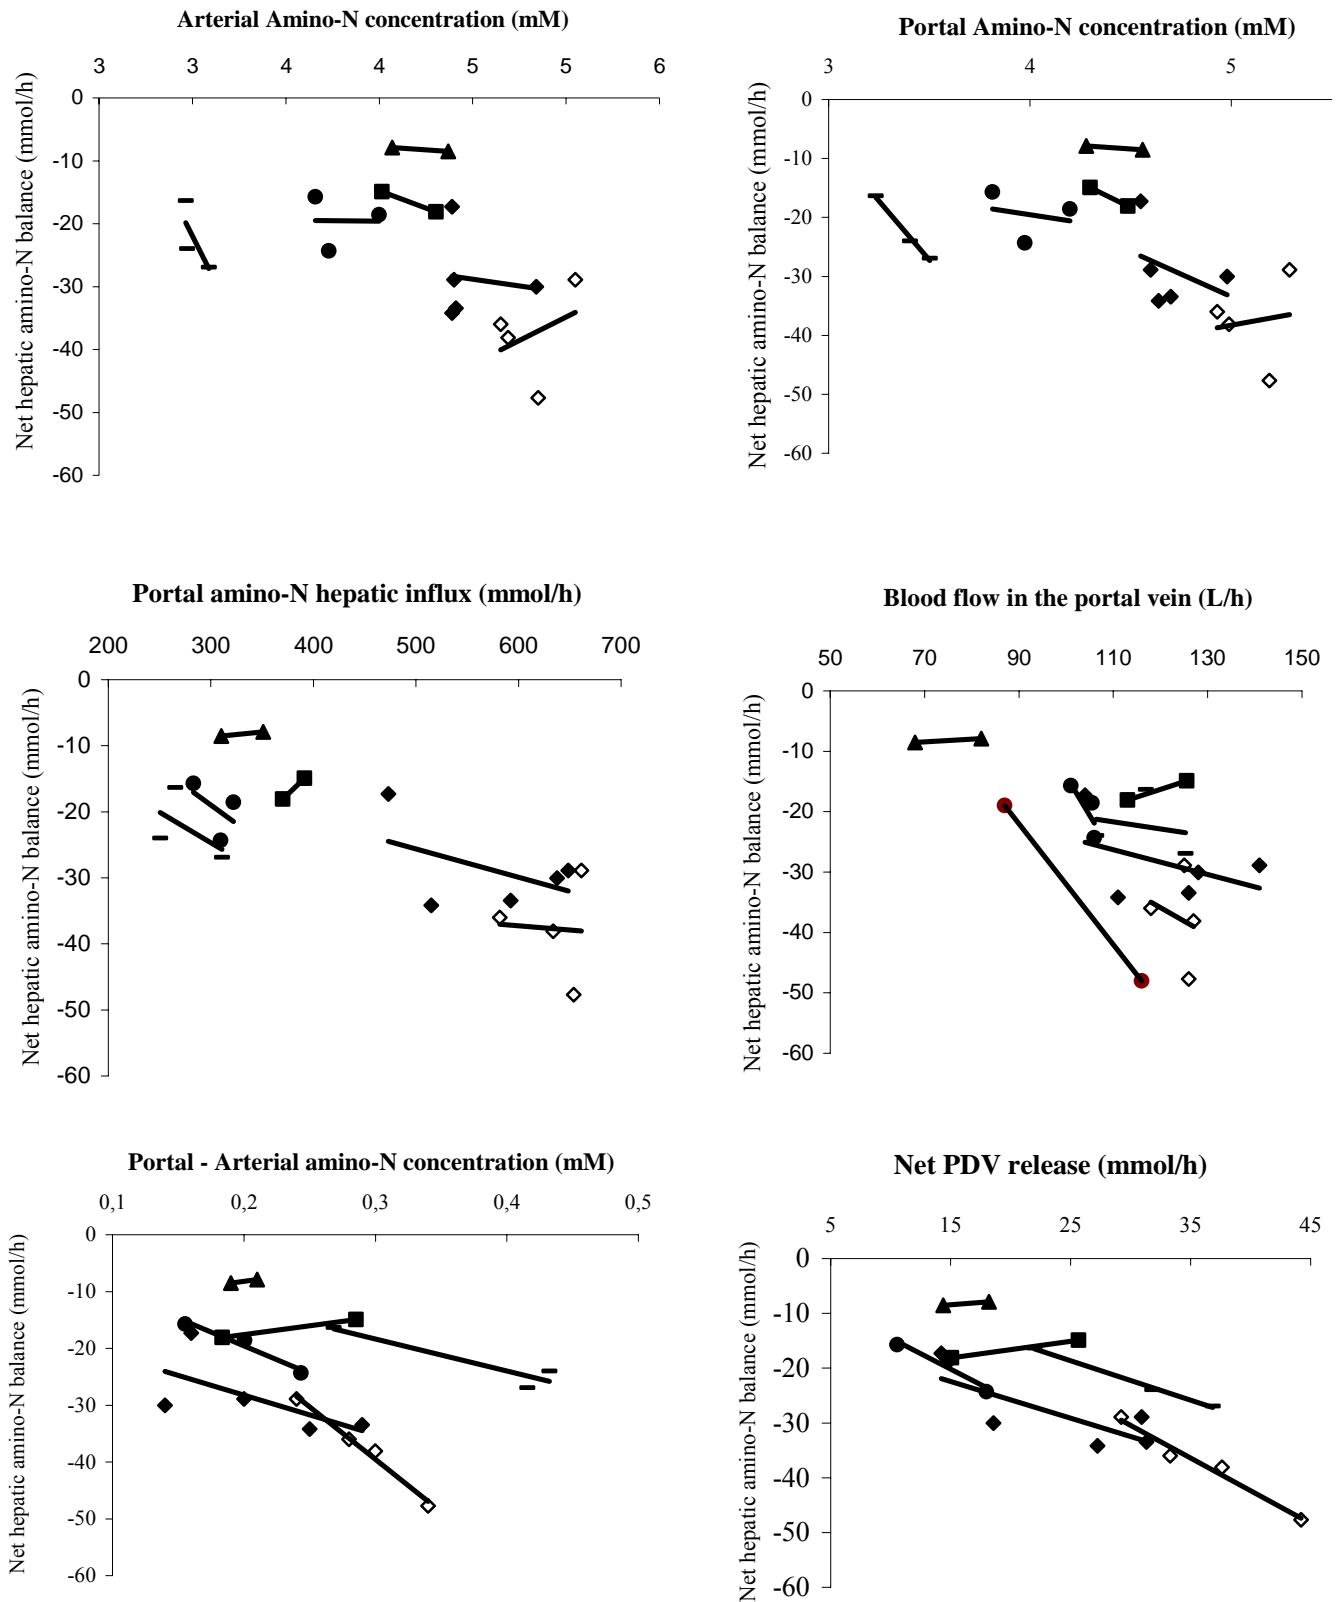 Arterial Amino-N concentration (mM)
3 3 4 4 5 5 6
0
-10
-20
-30
-40
-50
-60
Net hepatic amino-N balance (mmol/h)
Portal Amino-N concentration (mM)
3 4 5
0
-10
-20
-30
-40
-50
-60
Net hepatic amino-N balance (mmol/h)
Portal amino-N hepatic influx (mmol/h)
200 300 400 500 600 700
0
-10
-20
-30
-40
-50
-60
Net hepatic amino-N balance (mmol/h)
Blood flow in the portal vein (L/h)
50 70 90 110 130 150
0
-10
-20
-30
-40
-50
-60
Net hepatic amino-N balance (mmol/h)
Portal - Arterial amino-N concentration (mM)
0,1 0,2 0,3 0,4 0,5
0
-10
-20
-30
-40
-50
-60
Net hepatic amino-N balance (mmol/h)
Net PDV release (mmol/h)
5 15 25 35 45
0
-10
-20
-30
-40
-50
-60
Net hepatic amino-N balance (mmol/h)